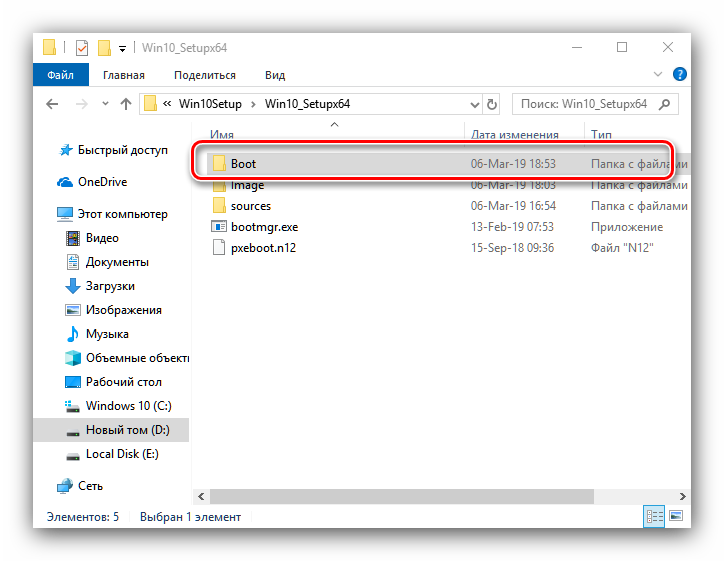 Win10_Setupx64
Файл Главная Поделиться Вид
« Win10Setup › Win10_Setupx64 Поиск: Win10_Setupx64
Имя Дата изменения Тип
Boot 06-Mar-19 18:53 Папка с файлами
Image 06-Mar-19 18:03 Папка с файлами
sources 06-Mar-19 16:54 Папка с файлами
bootmgr.exe 13-Feb-19 07:53 Приложение
pxeboot.n12 15-Sep-18 09:36 Файл "N12"
Быстрый доступ
OneDrive
Этот компьютер
Видео
Документы
Загрузки
Изображения
Музыка
Объемные объекты
Рабочий стол
Windows 10 (C:)
Новый том (D:)
Local Disk (E:)
Сеть
Элементов: 5 Выбран 1 элемент